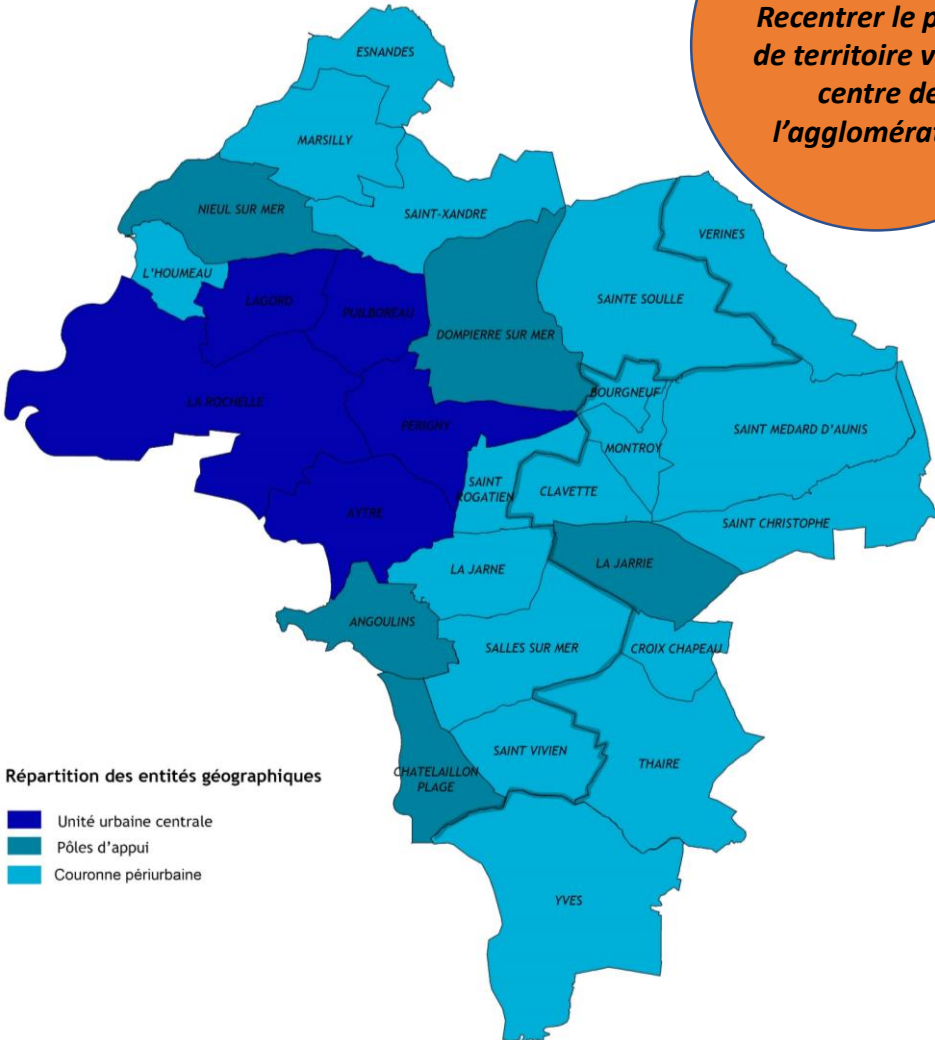 Recentrer le p
de territoire v
centre de
l'agglomérat
ESNANDES
MARSILLY
NIEUL SUR MER
SAINT-XANDRE
VERINES
L'HOUMEAU
LAGORD
PUILBOREAU
SAINTE SOULLE
DOMPIERRE SUR MER
LA ROCHELLE
PERIGNY
BOURGNEUF
SAINT MEDARD D'AUNIS
MONTROY
SAINT
ROGATIEN
CLAVETTE
AYTRE
SAINT CHRISTOPHE
LA JARNE
LA JARRIE
ANGOULINS
SALLES SUR MER
CROIX CHAPEAU
SAINT VIVIEN
THAIRE
CHATELAILLON
PLAGE
Répartition des entités géographiques
Unité urbaine centrale
Pôles d'appui
Couronne périurbaine
YVES